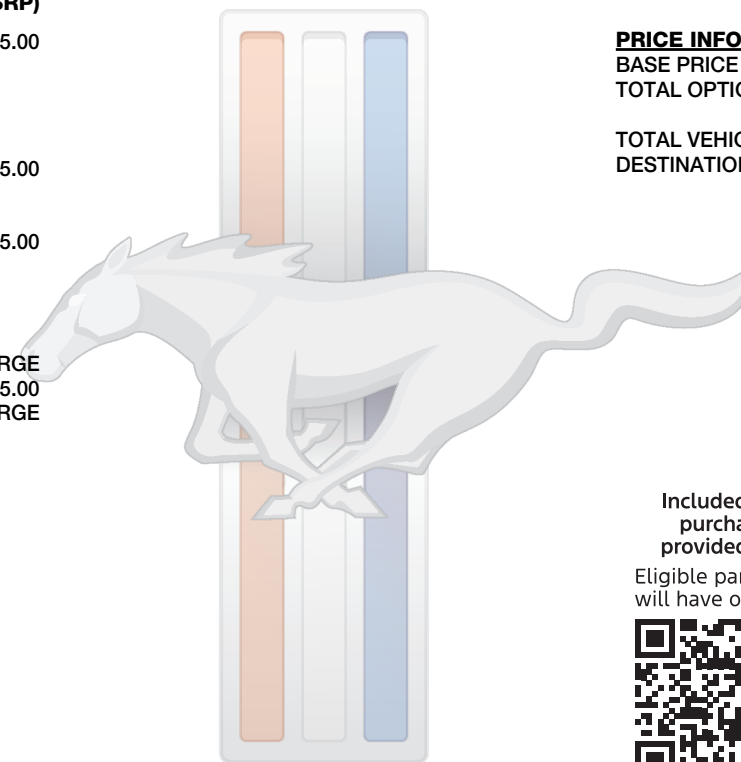 SRP)
5.00
5.00
5.00
RGE
5.00
RGE
PRICE INFO
BASE PRICE
TOTAL OPTIO
TOTAL VEHIC
DESTINATION
Included
purcha
provided
Eligible par
will have o